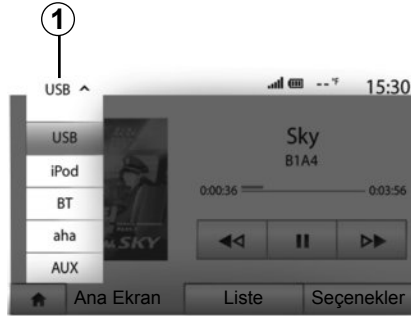 1
USB
--°F 15:30
USB
iPod
BT
aha
AUX
Sky
B1A4
0:00:36 0:03:56
SKY
Ana Ekran Liste Seçenekler